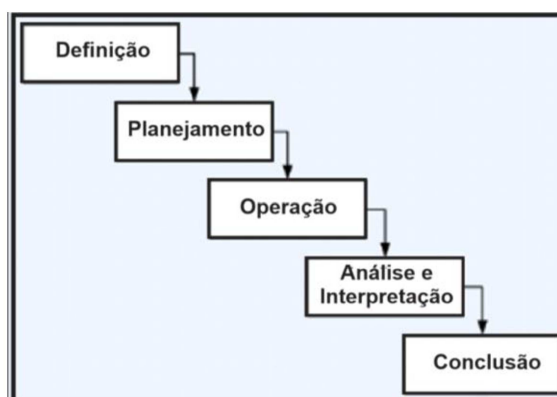 Definição
Planejamento
Operação
Análise e
Interpretação
Conclusão